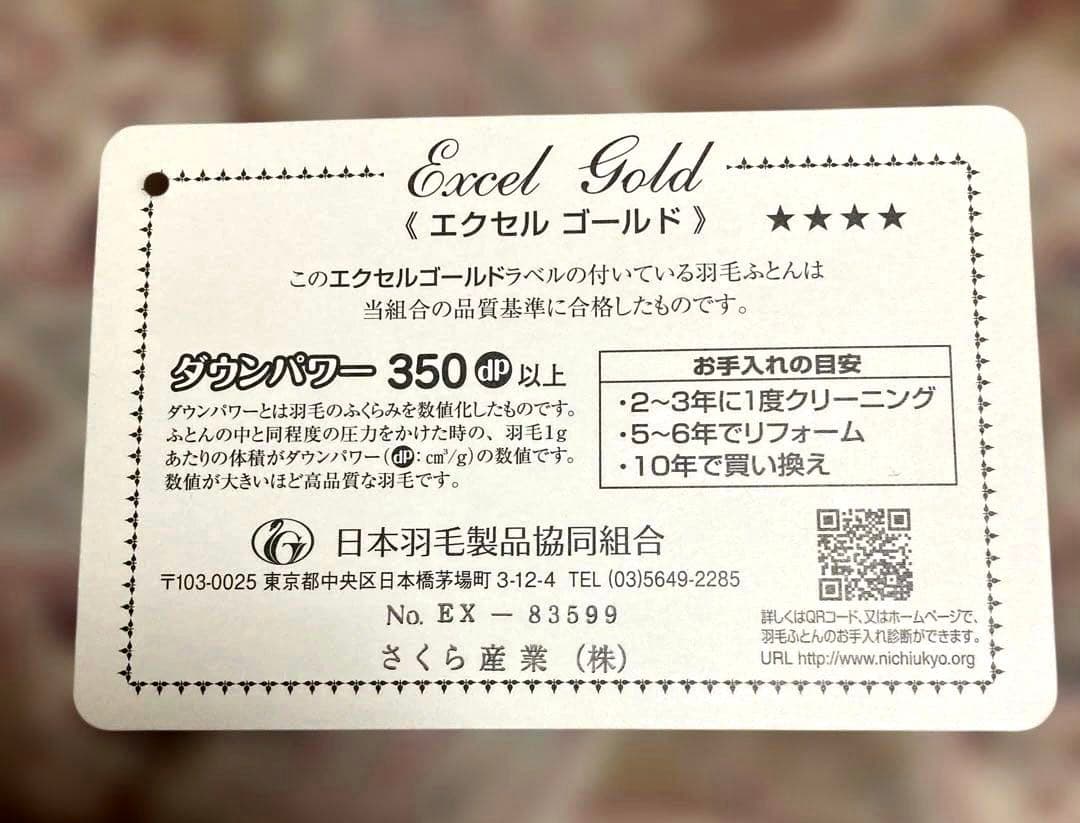 Excel Gold
《エクセル ゴールド》 ★★★★
このエクセルゴールドラベルの付いている羽毛ふとんは
当組合の品質基準に合格したものです。
ダウンパワー 350 dp 以上
ダウンパワーとは羽毛のふくらみを数値化したものです。
ふとんの中と同程度の圧力をかけた時の、羽毛1g
あたりの体積がダウンパワー(dp:cm³/g)の数値です。
数値が大きいほど高品質な羽毛です。
お手入れの目安
・2~3年に1度クリーニング
・5~6年でリフォーム
・10年で買い換え
日本羽毛製品協同組合
〒103-0025 東京都中央区日本橋茅場町 3-12-4 TEL (03)5649-2285
No. EX - 83599
さくら産業(株)
詳しくはQRコード、又はホームページで、
羽毛ふとんのお手入れ診断ができます。
URL http://www.nichiukyo.org